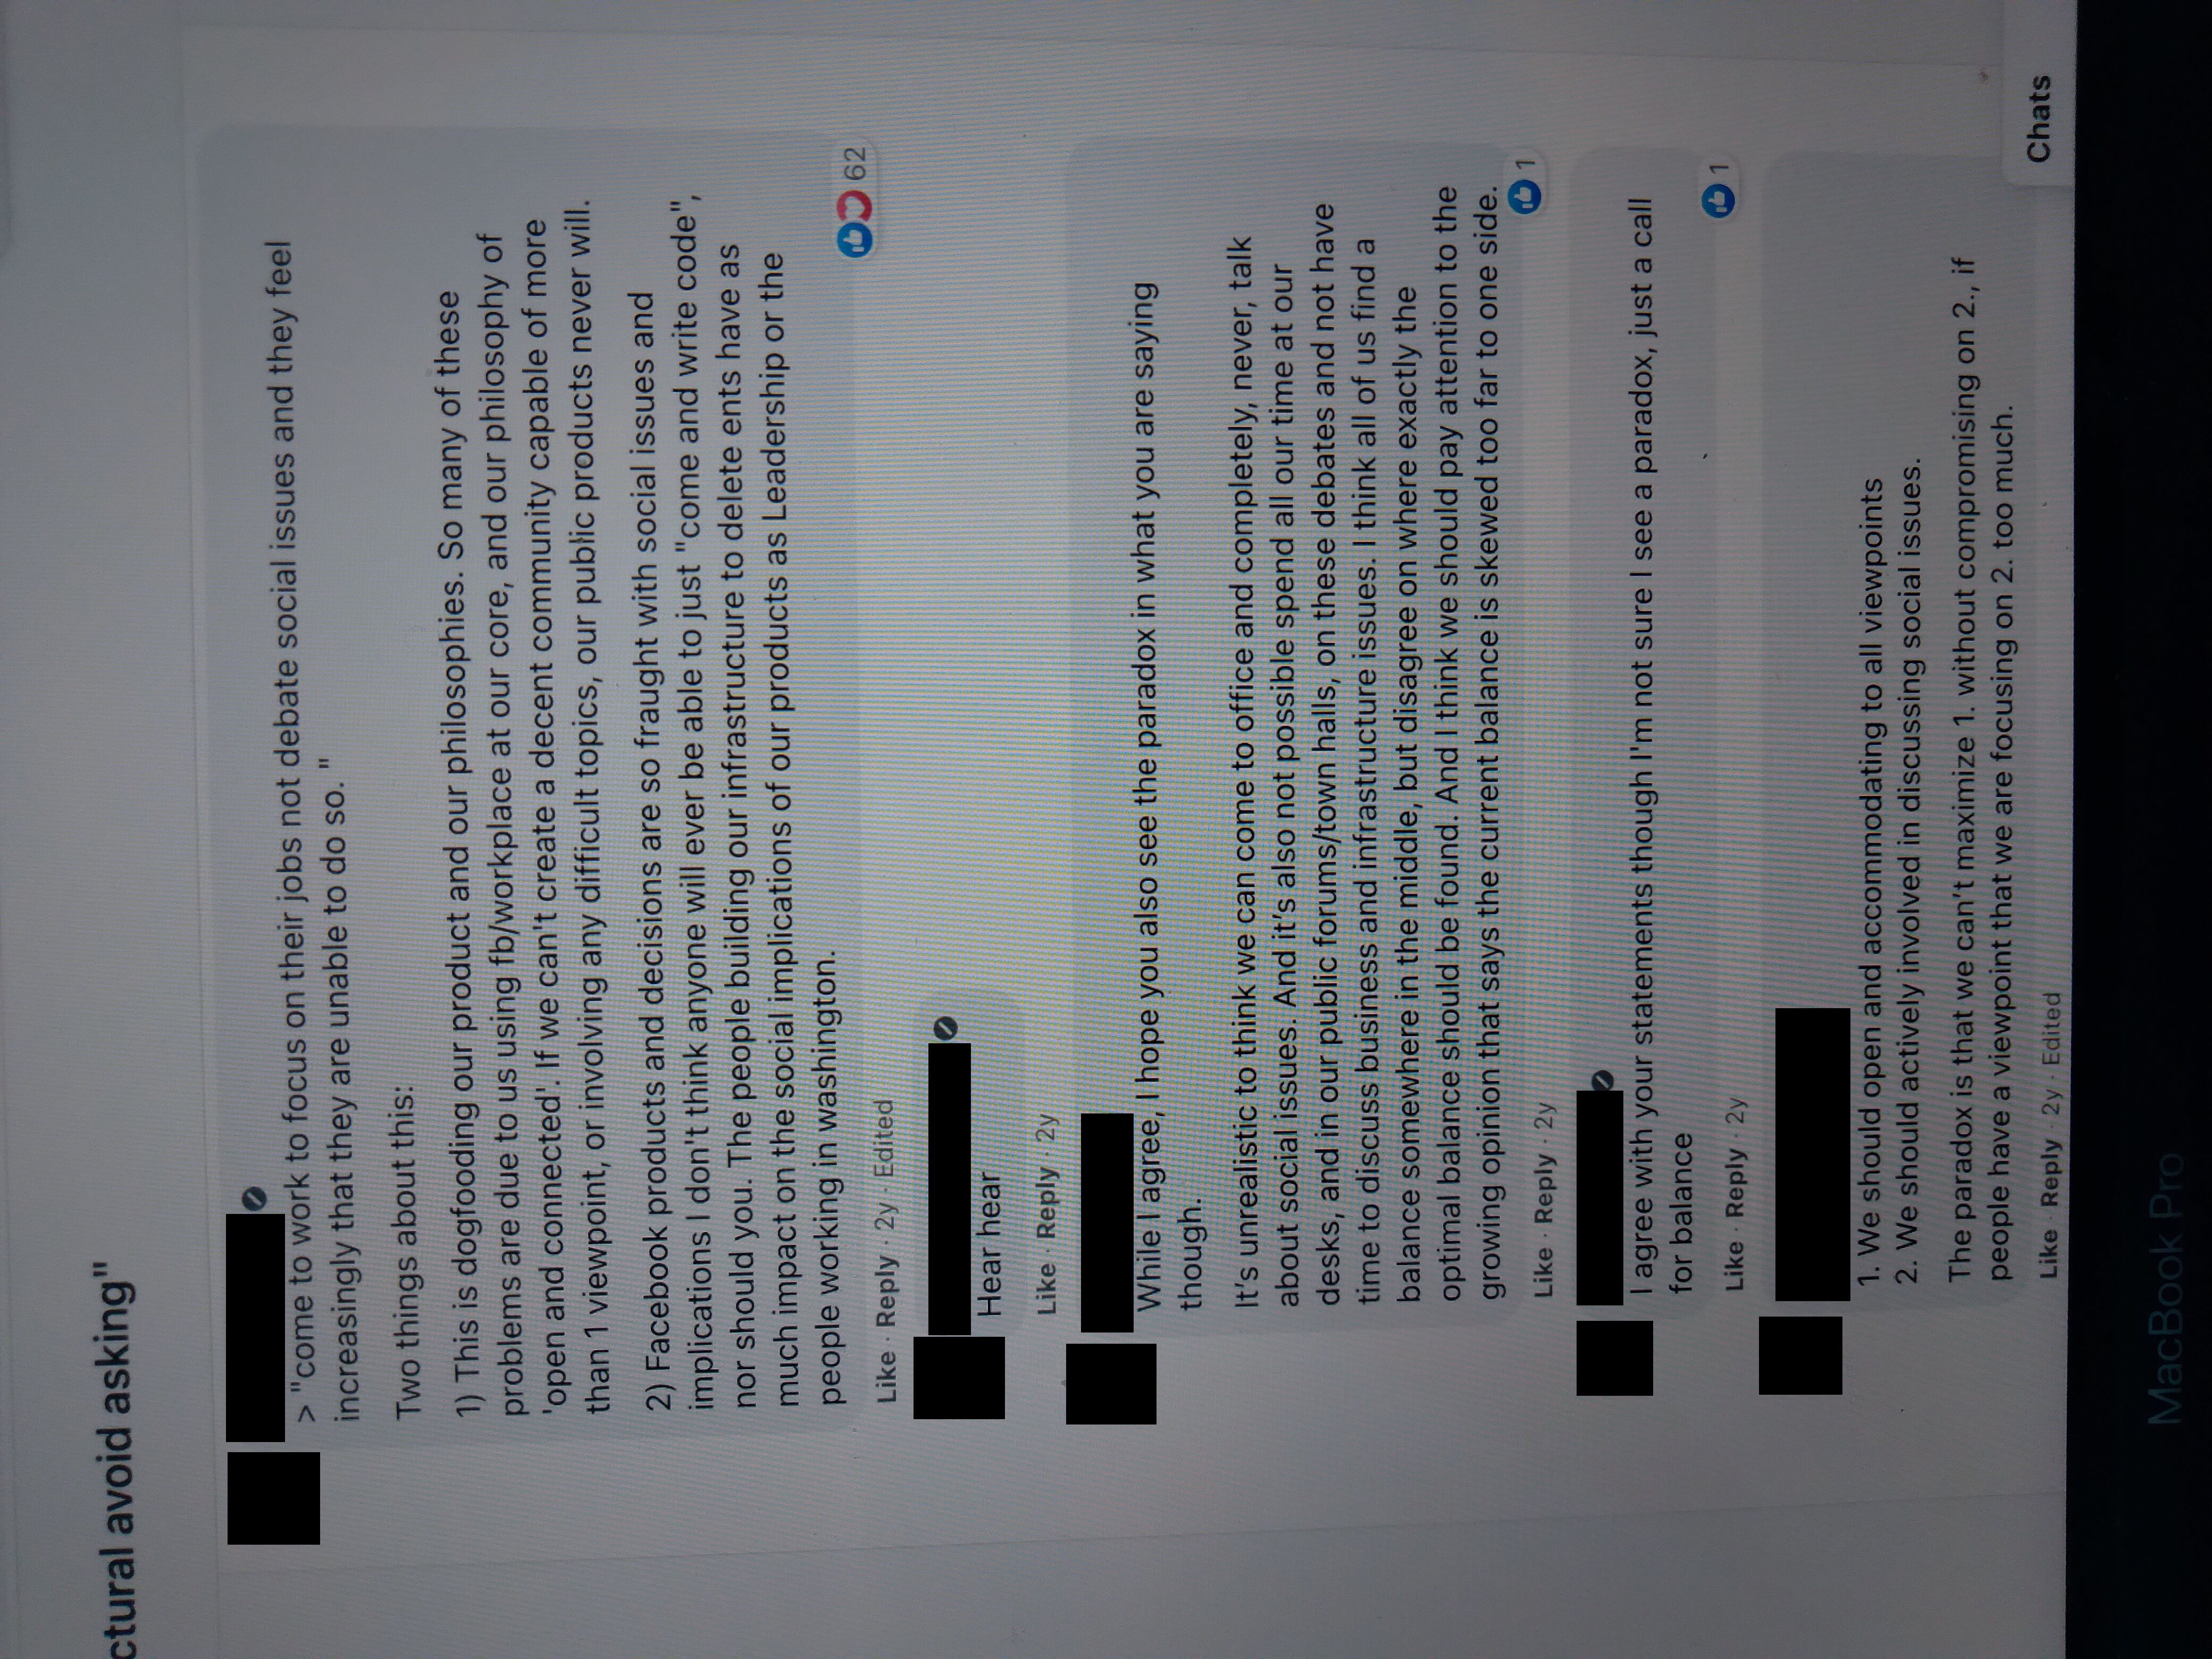 ctural avoid asking"
> "come to work to focus on their jobs not debate social issues and they feel
increasingly that they are unable to do so. "
Two things about this:
1) This is dogfooding our product and our philosophies. So many of these
problems are due to us using fb/workplace at our core, and our philosophy of
'open and connected'. If we can't create a decent community capable of more
than 1 viewpoint, or involving any difficult topics, our public products never will.
2) Facebook products and decisions are so fraught with social issues and
implications I don't think anyone will ever be able to just "come and write code",
nor should you. The people building our infrastructure to delete ents have as
much impact on the social implications of our products as Leadership or the
people working in washington.
62
Like · Reply · 2y · Edited
Hear hear
Like · Reply · 2y
While I agree, I hope you also see the paradox in what you are saying
though.
It's unrealistic to think we can come to office and completely, never, talk
about social issues. And it's also not possible spend all our time at our
desks, and in our public forums/town halls, on these debates and not have
time to discuss business and infrastructure issues. I think all of us find a
balance somewhere in the middle, but disagree on where exactly the
optimal balance should be found. And I think we should pay attention to the
growing opinion that says the current balance is skewed too far to one side.
1
Like · Reply · 2y
I agree with your statements though I'm not sure I see a paradox, just a call
for balance
1
Like · Reply · 2y
1. We should open and accommodating to all viewpoints
2. We should actively involved in discussing social issues.
The paradox is that we can't maximize 1. without compromising on 2., if
people have a viewpoint that we are focusing on 2. too much.
Like · Reply · 2y · Edited
Chats
MacBook Pro